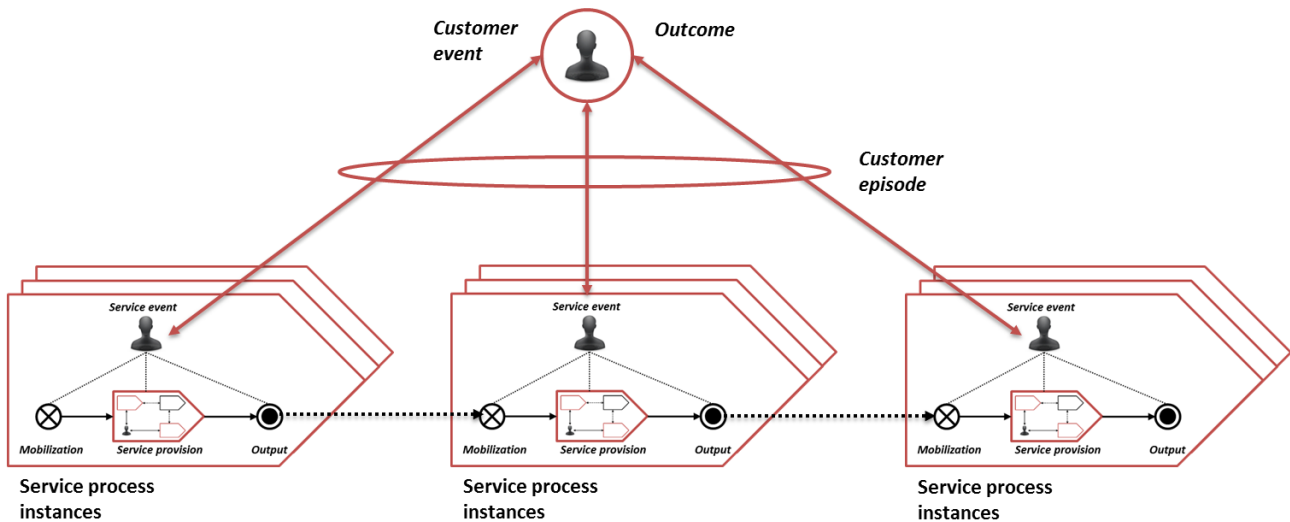 Customer
event
Outcome
Customer
episode
Service event
Service event
Service event
Mobilization
Service provision
Output
Mobilization
Service provision
Output
Mobilization
Service provision
Output
Service process
instances
Service process
instances
Service process
instances